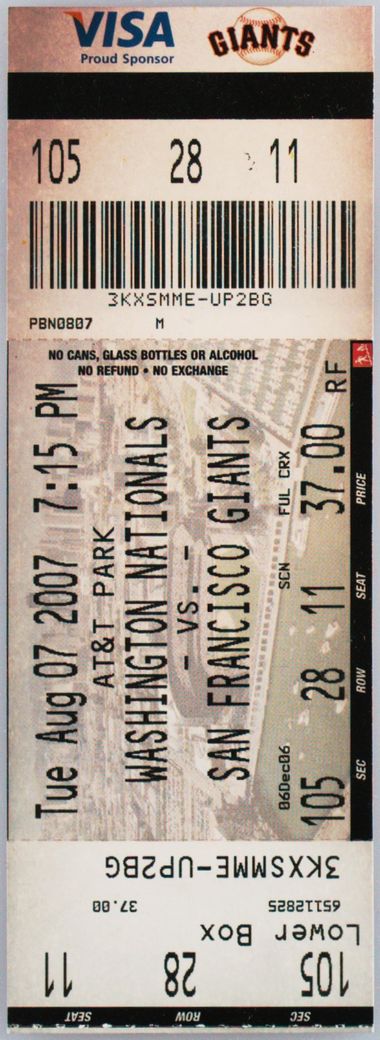 VISA
Proud Sponsor
GIANTS
105 28 11
3KXSMME-UP2BG
PBN0807 M
NO CANS, GLASS BOTTLES OR ALCOHOL
NO REFUND • NO EXCHANGE
Tue Aug 07 2007 7:15 PM
AT&T PARK
WASHINGTON NATIONALS
- VS. -
SAN FRANCISCO GIANTS
06Dec06 SCN FUL CRX
105 28 11 37.00 RF
SEC ROW SEAT PRICE
3KXSMME-UP2BG
65112825 37.00
Lower Box
105 28 11
SEC ROW SEAT